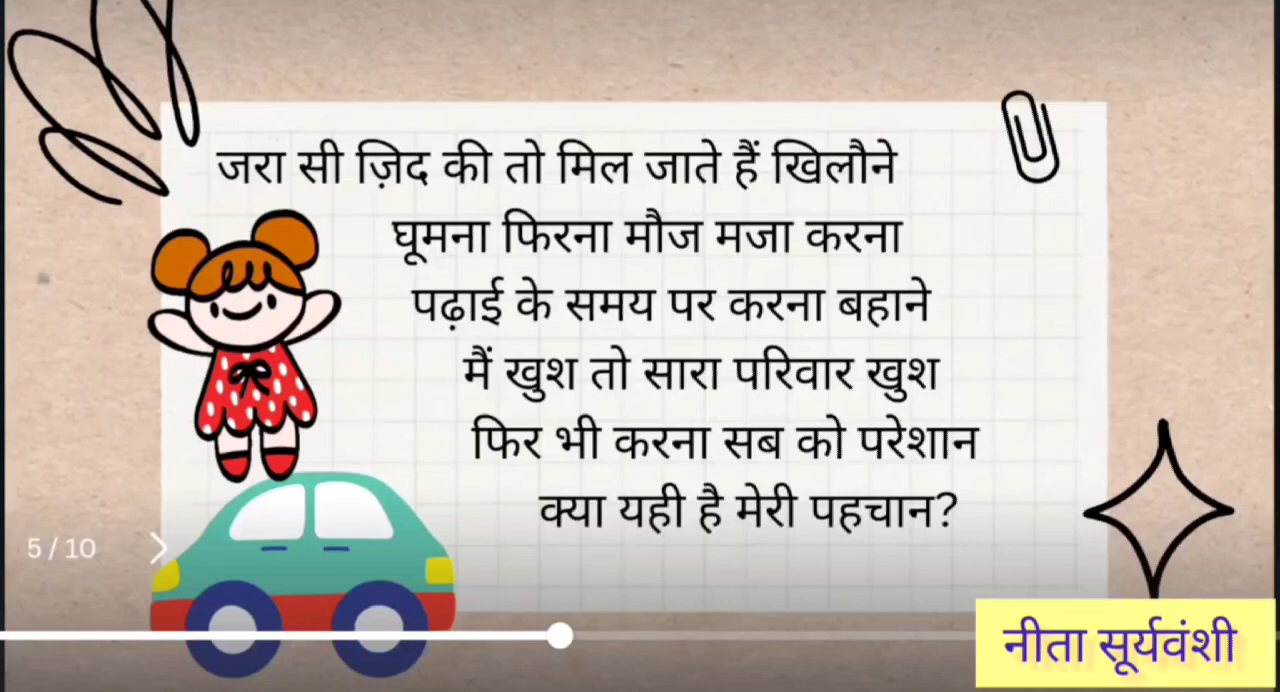 जरा सी ज़िद की तो मिल जाते हैं खिलौने
घूमना फिरना मौज मजा करना
पढ़ाई के समय पर करना बहाने
मैं खुश तो सारा परिवार खुश
फिर भी करना सब को परेशान
क्या यही है मेरी पहचान?
5 / 10
नीता सूर्यवंशी